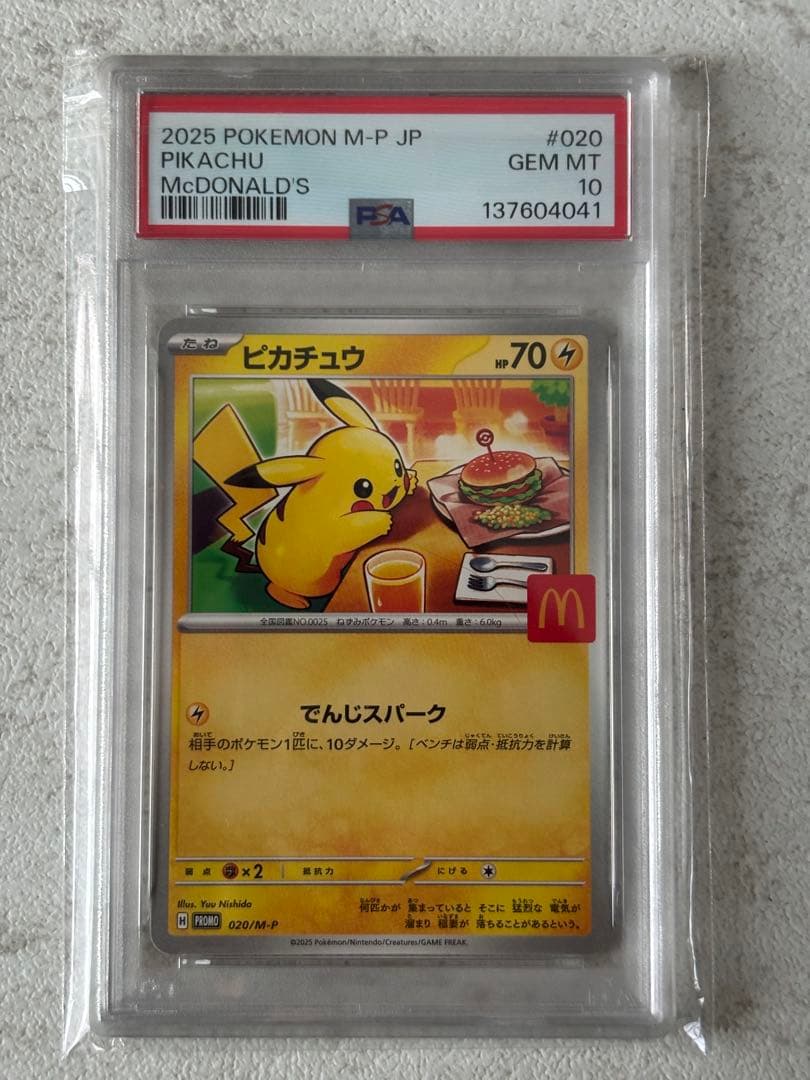 2025 POKEMON M-P JP #020
PIKACHU GEM MT
McDONALD'S 10
PSA 137604041
たね ピカチュウ HP70
全国図鑑NO.0025 ねずみポケモン 高さ:0.4m 重さ:6.0kg
でんじスパーク
相手のポケモン1匹に、10ダメージ。[ベンチは弱点・抵抗力を計算
しない。]
弱点 ×2 抵抗力 にげる
Illus. Yuu Nishida
何匹かが 集まっていると そこに 猛烈な 電気が
溜まり 稲妻が 落ちることがあるという。
H PROMO 020/M-P
©2025 Pokémon/Nintendo/Creatures/GAME FREAK.